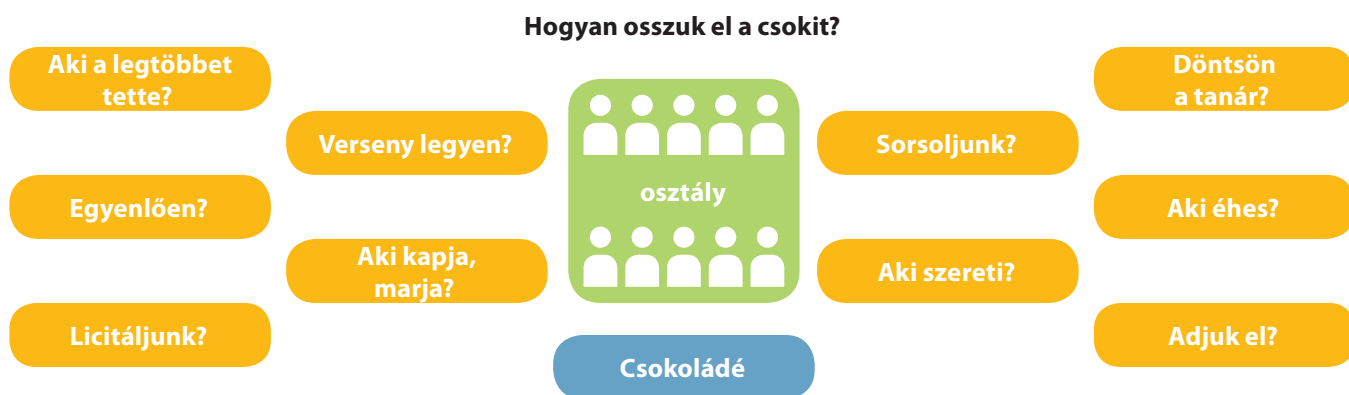 Hogyan osszuk el a csokit?
Aki a legtöbbet
tette?
Egyenlően?
Licitáljunk?
Verseny legyen?
Aki kapja,
marja?
osztály
Csokoládé
Sorsoljunk?
Aki szereti?
Döntsön
a tanár?
Aki éhes?
Adjuk el?